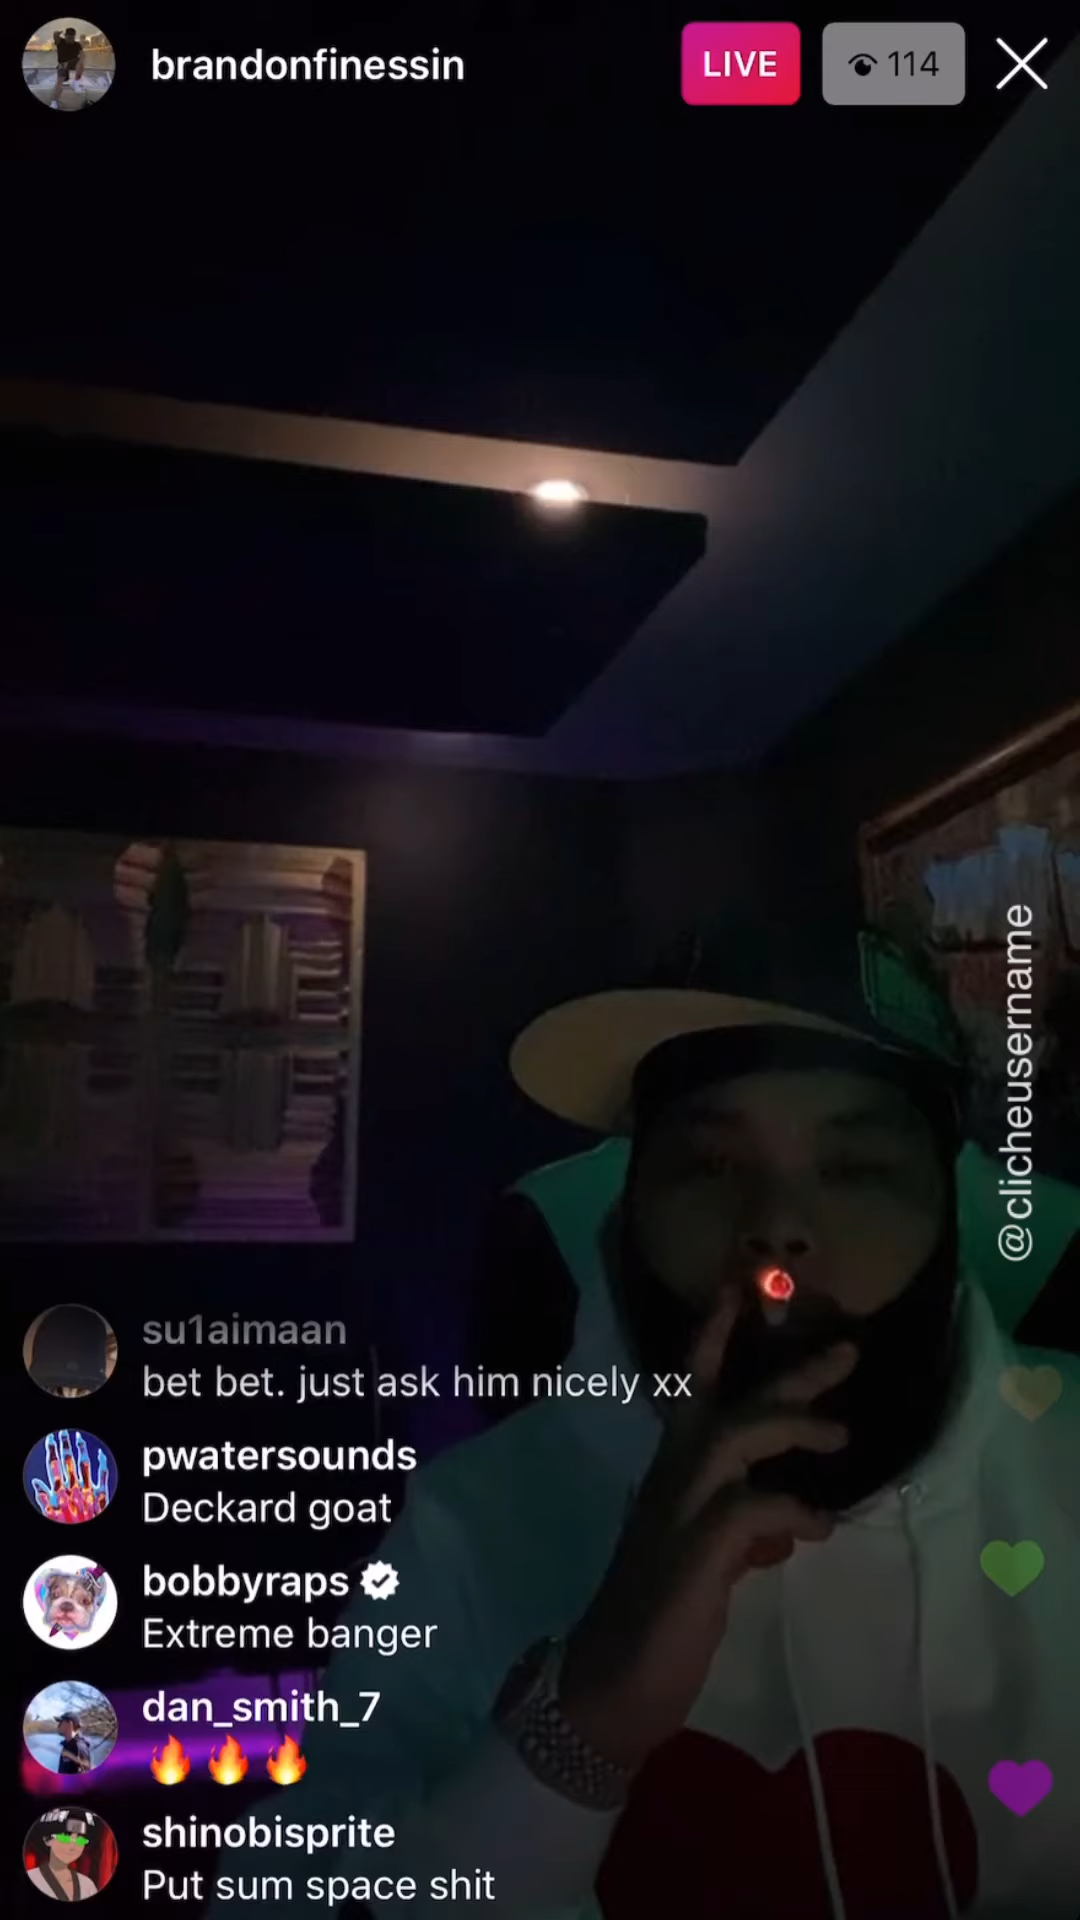 brandonfinessin
LIVE
114
@clicheusername
su1aimaan
bet bet. just ask him nicely xx
pwatersounds
Deckard goat
bobbyraps
Extreme banger
dan_smith_7
🔥🔥🔥
shinobisprite
Put sum space shit